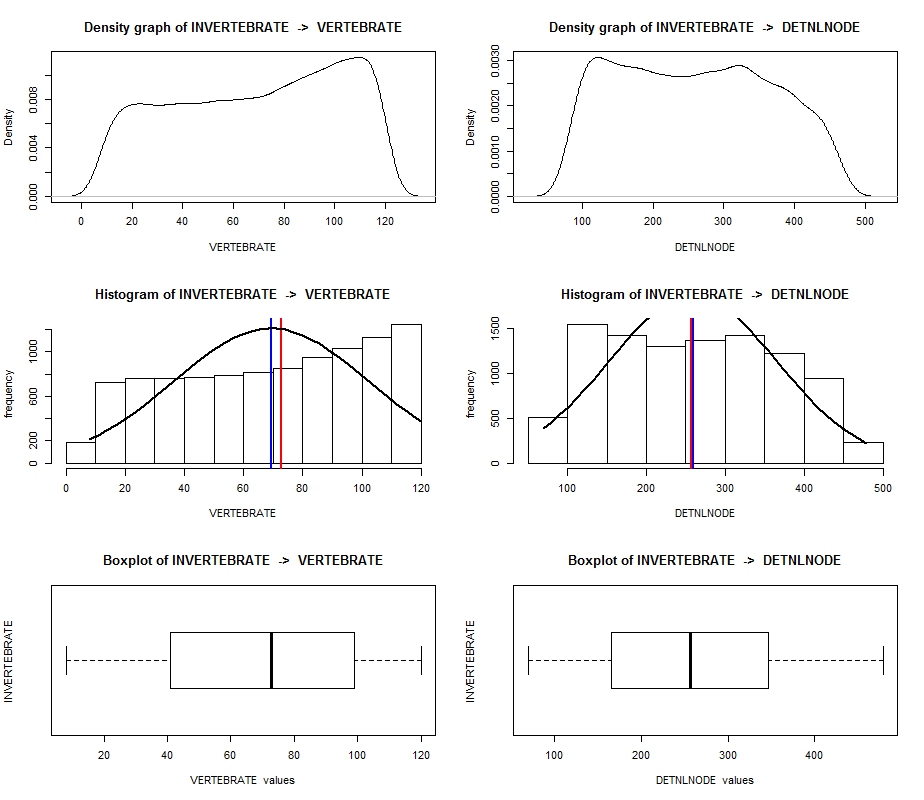 Density graph of INVERTEBRATE -> VERTEBRATE
Density
0.000 0.004 0.008
0 20 40 60 80 100 120
VERTEBRATE
Density graph of INVERTEBRATE -> DETNLNODE
Density
0.0000 0.0010 0.0020 0.0030
100 200 300 400 500
DETNLNODE
Histogram of INVERTEBRATE -> VERTEBRATE
frequency
0 200 600 1000
0 20 40 60 80 100 120
VERTEBRATE
Histogram of INVERTEBRATE -> DETNLNODE
frequency
0 500 1000 1500
100 200 300 400 500
DETNLNODE
Boxplot of INVERTEBRATE -> VERTEBRATE
INVERTEBRATE
20 40 60 80 100 120
VERTEBRATE values
Boxplot of INVERTEBRATE -> DETNLNODE
INVERTEBRATE
100 200 300 400
DETNLNODE values